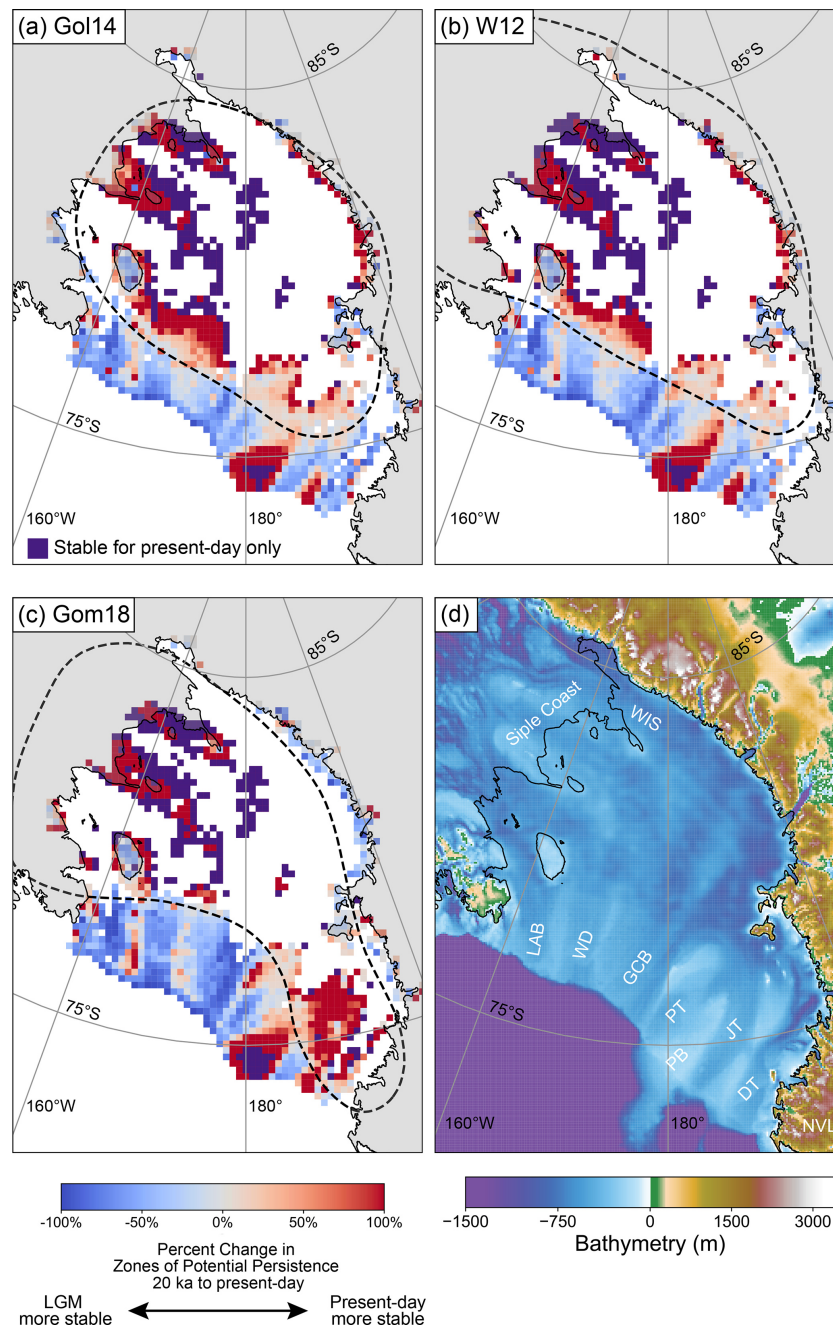 (a) Gol14
85°S
75°S
160°W
180°
Stable for present-day only
(b) W12
85°S
75°S
160°W
180°
(c) Gom18
85°S
75°S
160°W
180°
(d)
85°S
Siple Coast
WIS
LAB
WD
GCB
PT
JT
PB
DT
75°S
160°W
180°
NVL
-100% -50% 0% 50% 100%
Percent Change in
Zones of Potential Persistence
20 ka to present-day
LGM
more stable
Present-day
more stable
−1500 −750 0 1500 3000
Bathymetry (m)